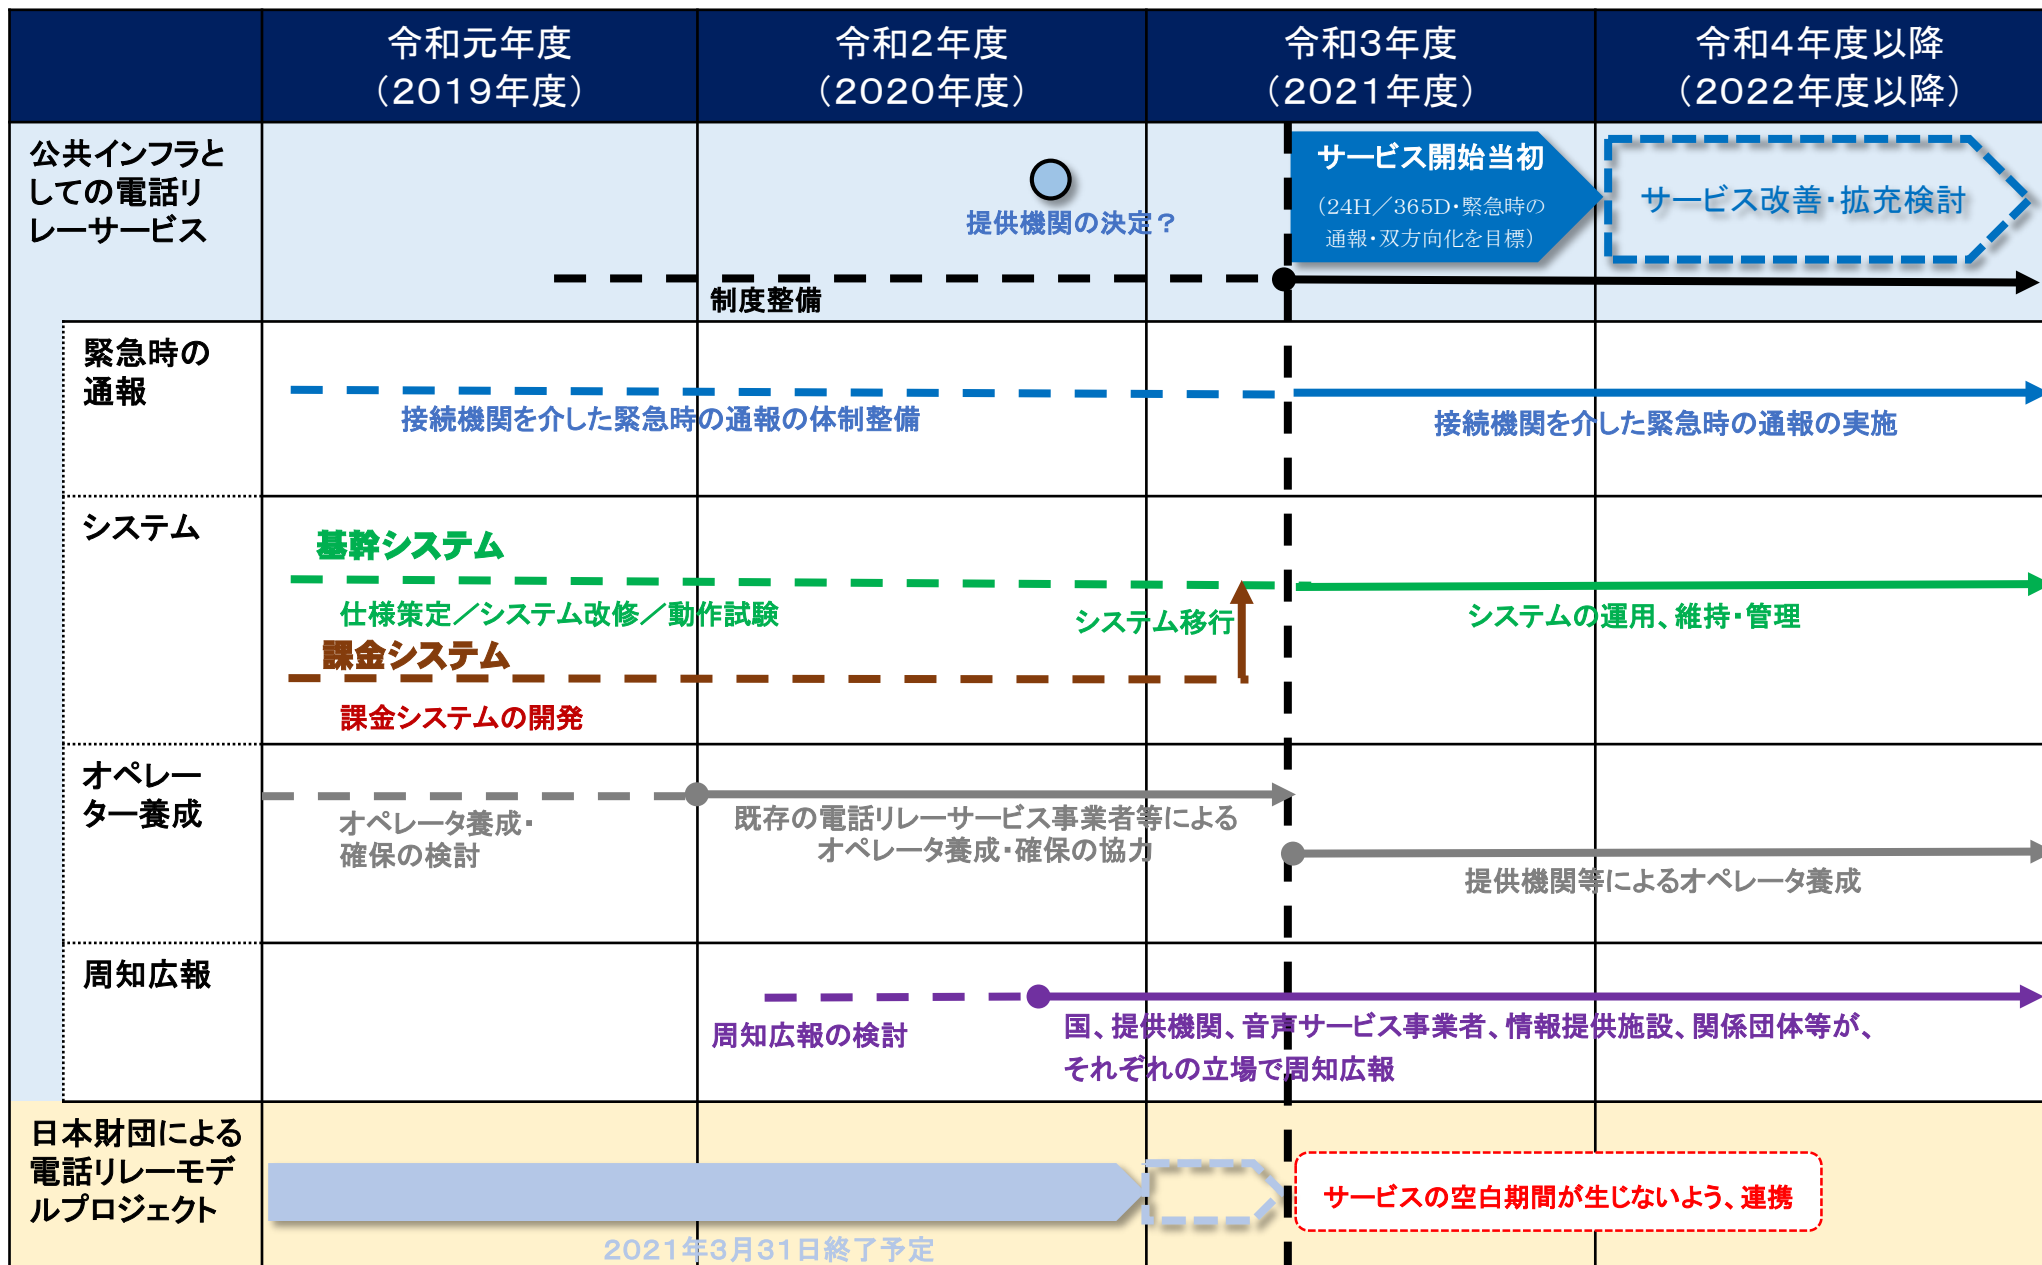 令和元年度
（2019年度）
令和2年度
（2020年度）
令和3年度
（2021年度）
令和4年度以降
（2022年度以降）
公共インフラと
しての電話リ
レーサービス
提供機関の決定？
サービス開始当初
（24H／365D・緊急時の
通報・双方向化を目標）
サービス改善・拡充検討
制度整備
緊急時の
通報
接続機関を介した緊急時の通報の体制整備
接続機関を介した緊急時の通報の実施
システム
基幹システム
仕様策定／システム改修／動作試験
システム移行
システムの運用、維持・管理
課金システム
課金システムの開発
オペレー
ター養成
オペレータ養成・
確保の検討
既存の電話リレーサービス事業者等による
オペレータ養成・確保の協力
提供機関等によるオペレータ養成
周知広報
周知広報の検討
国、提供機関、音声サービス事業者、情報提供施設、関係団体等が、
それぞれの立場で周知広報
日本財団による
電話リレーモデ
ルプロジェクト
サービスの空白期間が生じないよう、連携
2021年3月31日終了予定